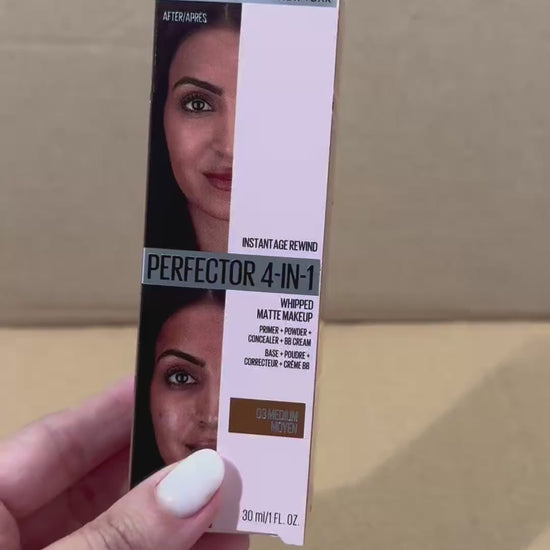 AFTER/APRÈS
INSTANT AGE REWIND
PERFECTOR 4-IN-1
WHIPPED
MATTE MAKEUP
PRIMER + POWDER +
CONCEALER + BB CREAM
BASE + POUDRE +
CORRECTEUR + CRÈME BB
03 MEDIUM
MOYEN
30 ml/1 FL. OZ.